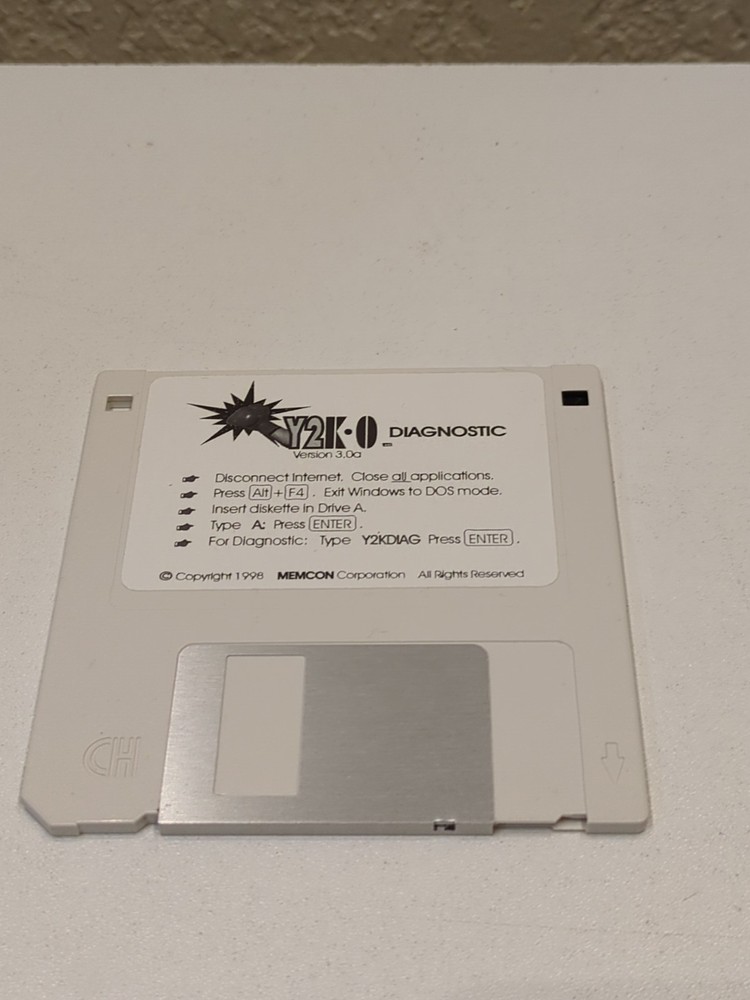 Y2K·O DIAGNOSTIC
Version 3.0a
Disconnect Internet. Close all applications.
Press Alt + F4. Exit Windows to DOS mode.
Insert diskette in Drive A.
Type A: Press ENTER.
For Diagnostic: Type Y2KDIAG Press ENTER.
© Copyright 1998 MEMCON Corporation All Rights Reserved